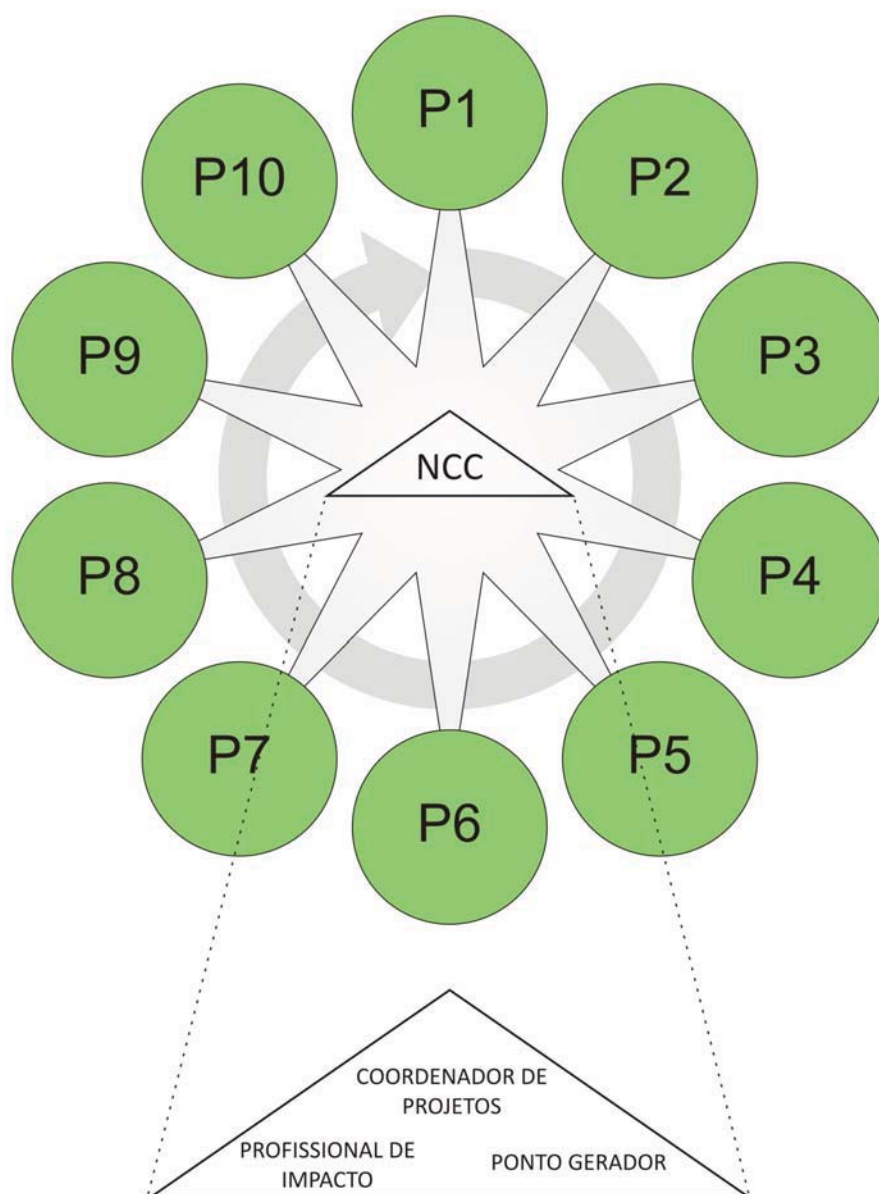 P1
P10
P2
P9
P3
NCC
P8
P4
P7
P5
P6
COORDENADOR DE
PROJETOS
PROFISSIONAL DE
IMPACTO
PONTO GERADOR